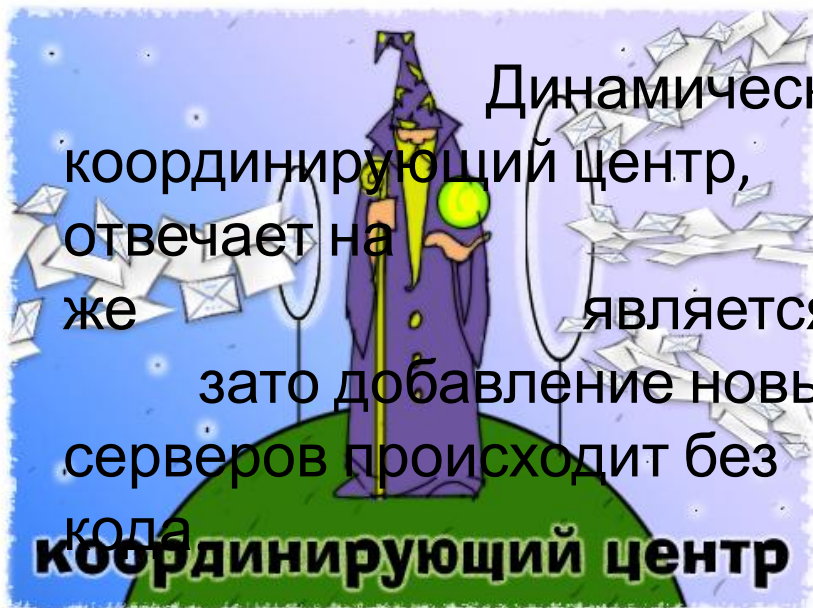 Динамическ
координирующий центр,
отвечает на
же является
зато добавление новы
серверов происходит без
кода
координирующий центр